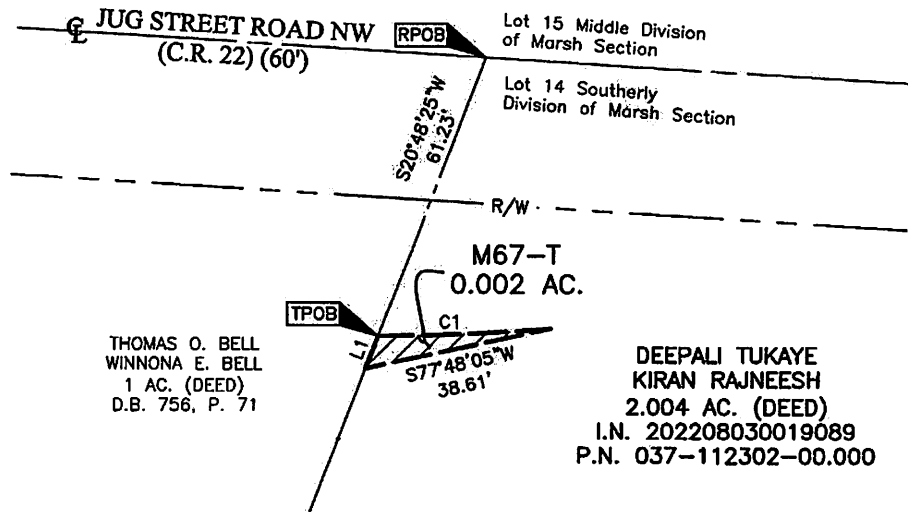 ℄ JUG STREET ROAD NW
(C.R. 22) (60')
RPOB
Lot 15 Middle Division
of Marsh Section
Lot 14 Southerly
Division of Marsh Section
S20°48'25"W
61.23'
R/W
M67-T
0.002 AC.
TPOB
C1
L1
S77°48'05"W
38.61'
THOMAS O. BELL
WINNONA E. BELL
1 AC. (DEED)
D.B. 756, P. 71
DEEPALI TUKAYE
KIRAN RAJNEESH
2.004 AC. (DEED)
I.N. 202208030019089
P.N. 037-112302-00.000